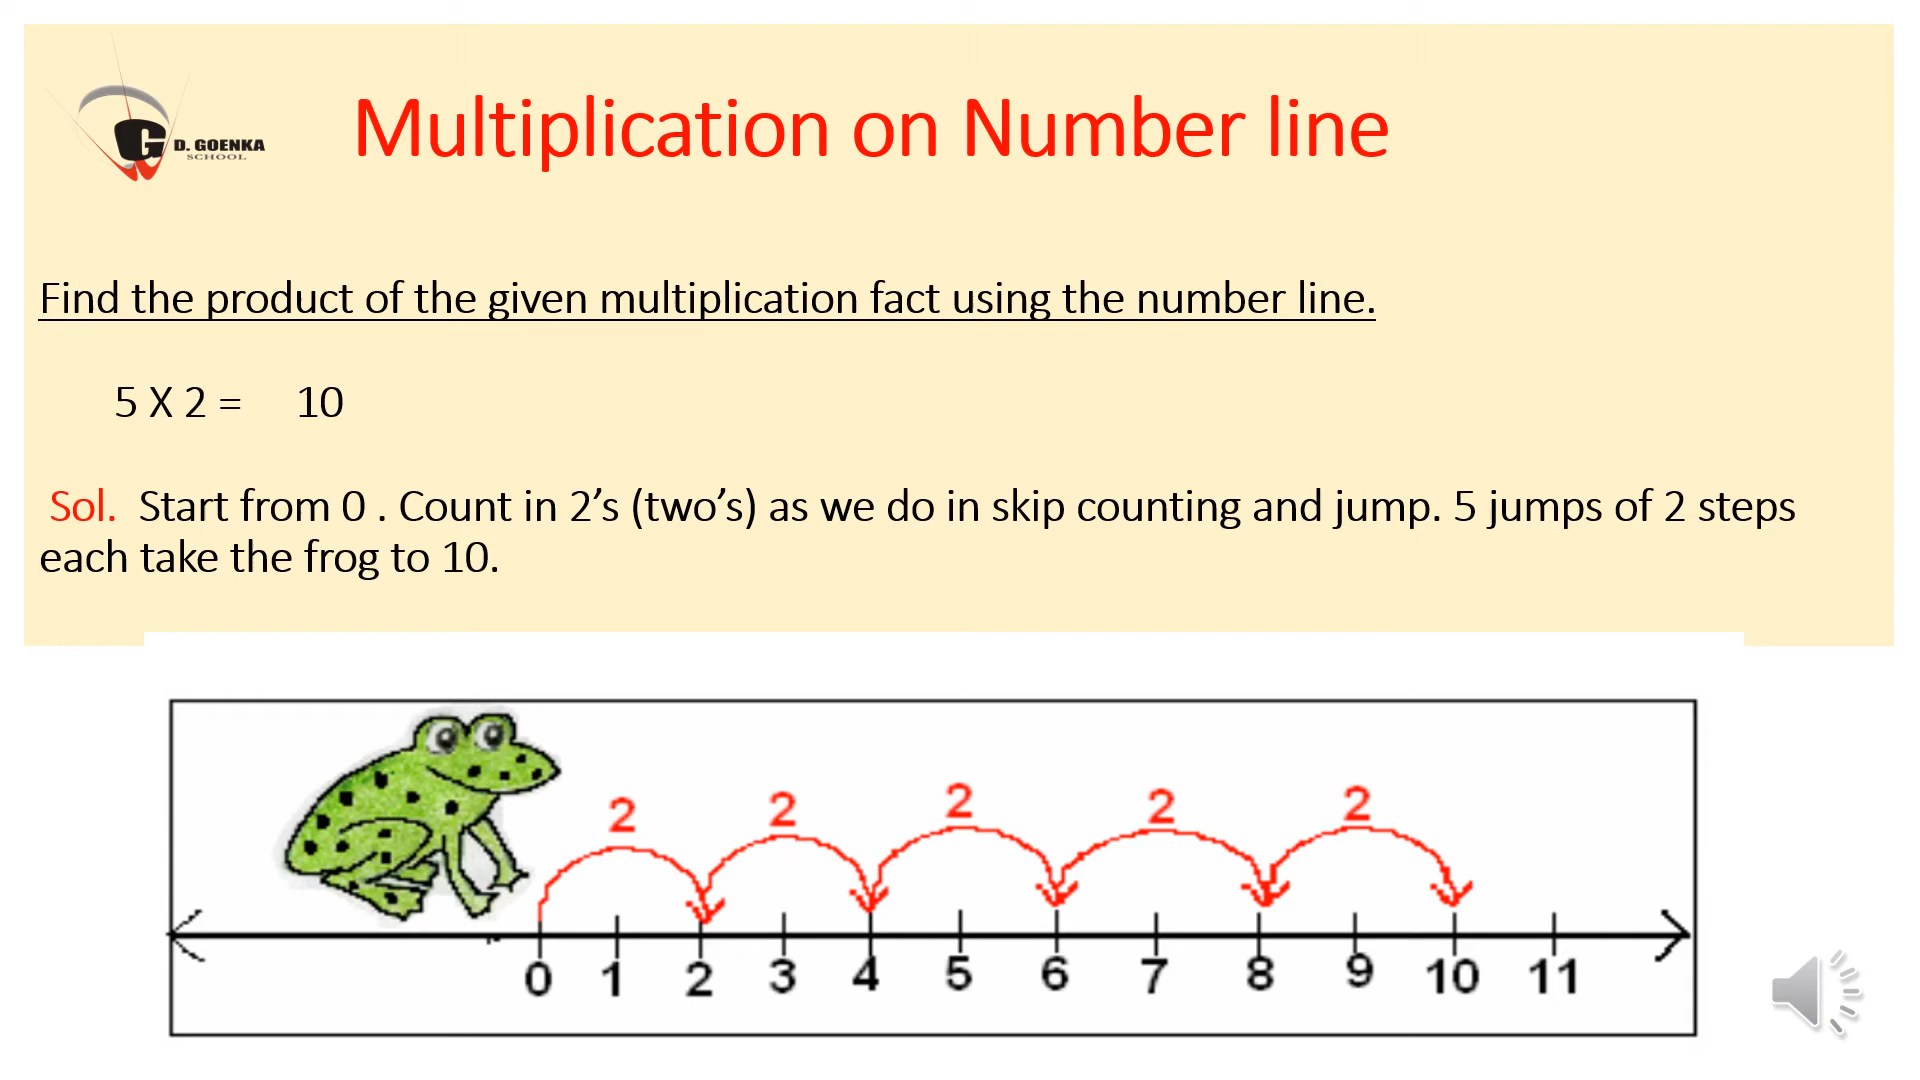 Multiplication on Number line
G D. GOENKA
SCHOOL
Find the product of the given multiplication fact using the number line.
5 X 2 = 10
Sol. Start from 0 . Count in 2’s (two’s) as we do in skip counting and jump. 5 jumps of 2 steps
each take the frog to 10.
2 2 2 2 2
0 1 2 3 4 5 6 7 8 9 10 11